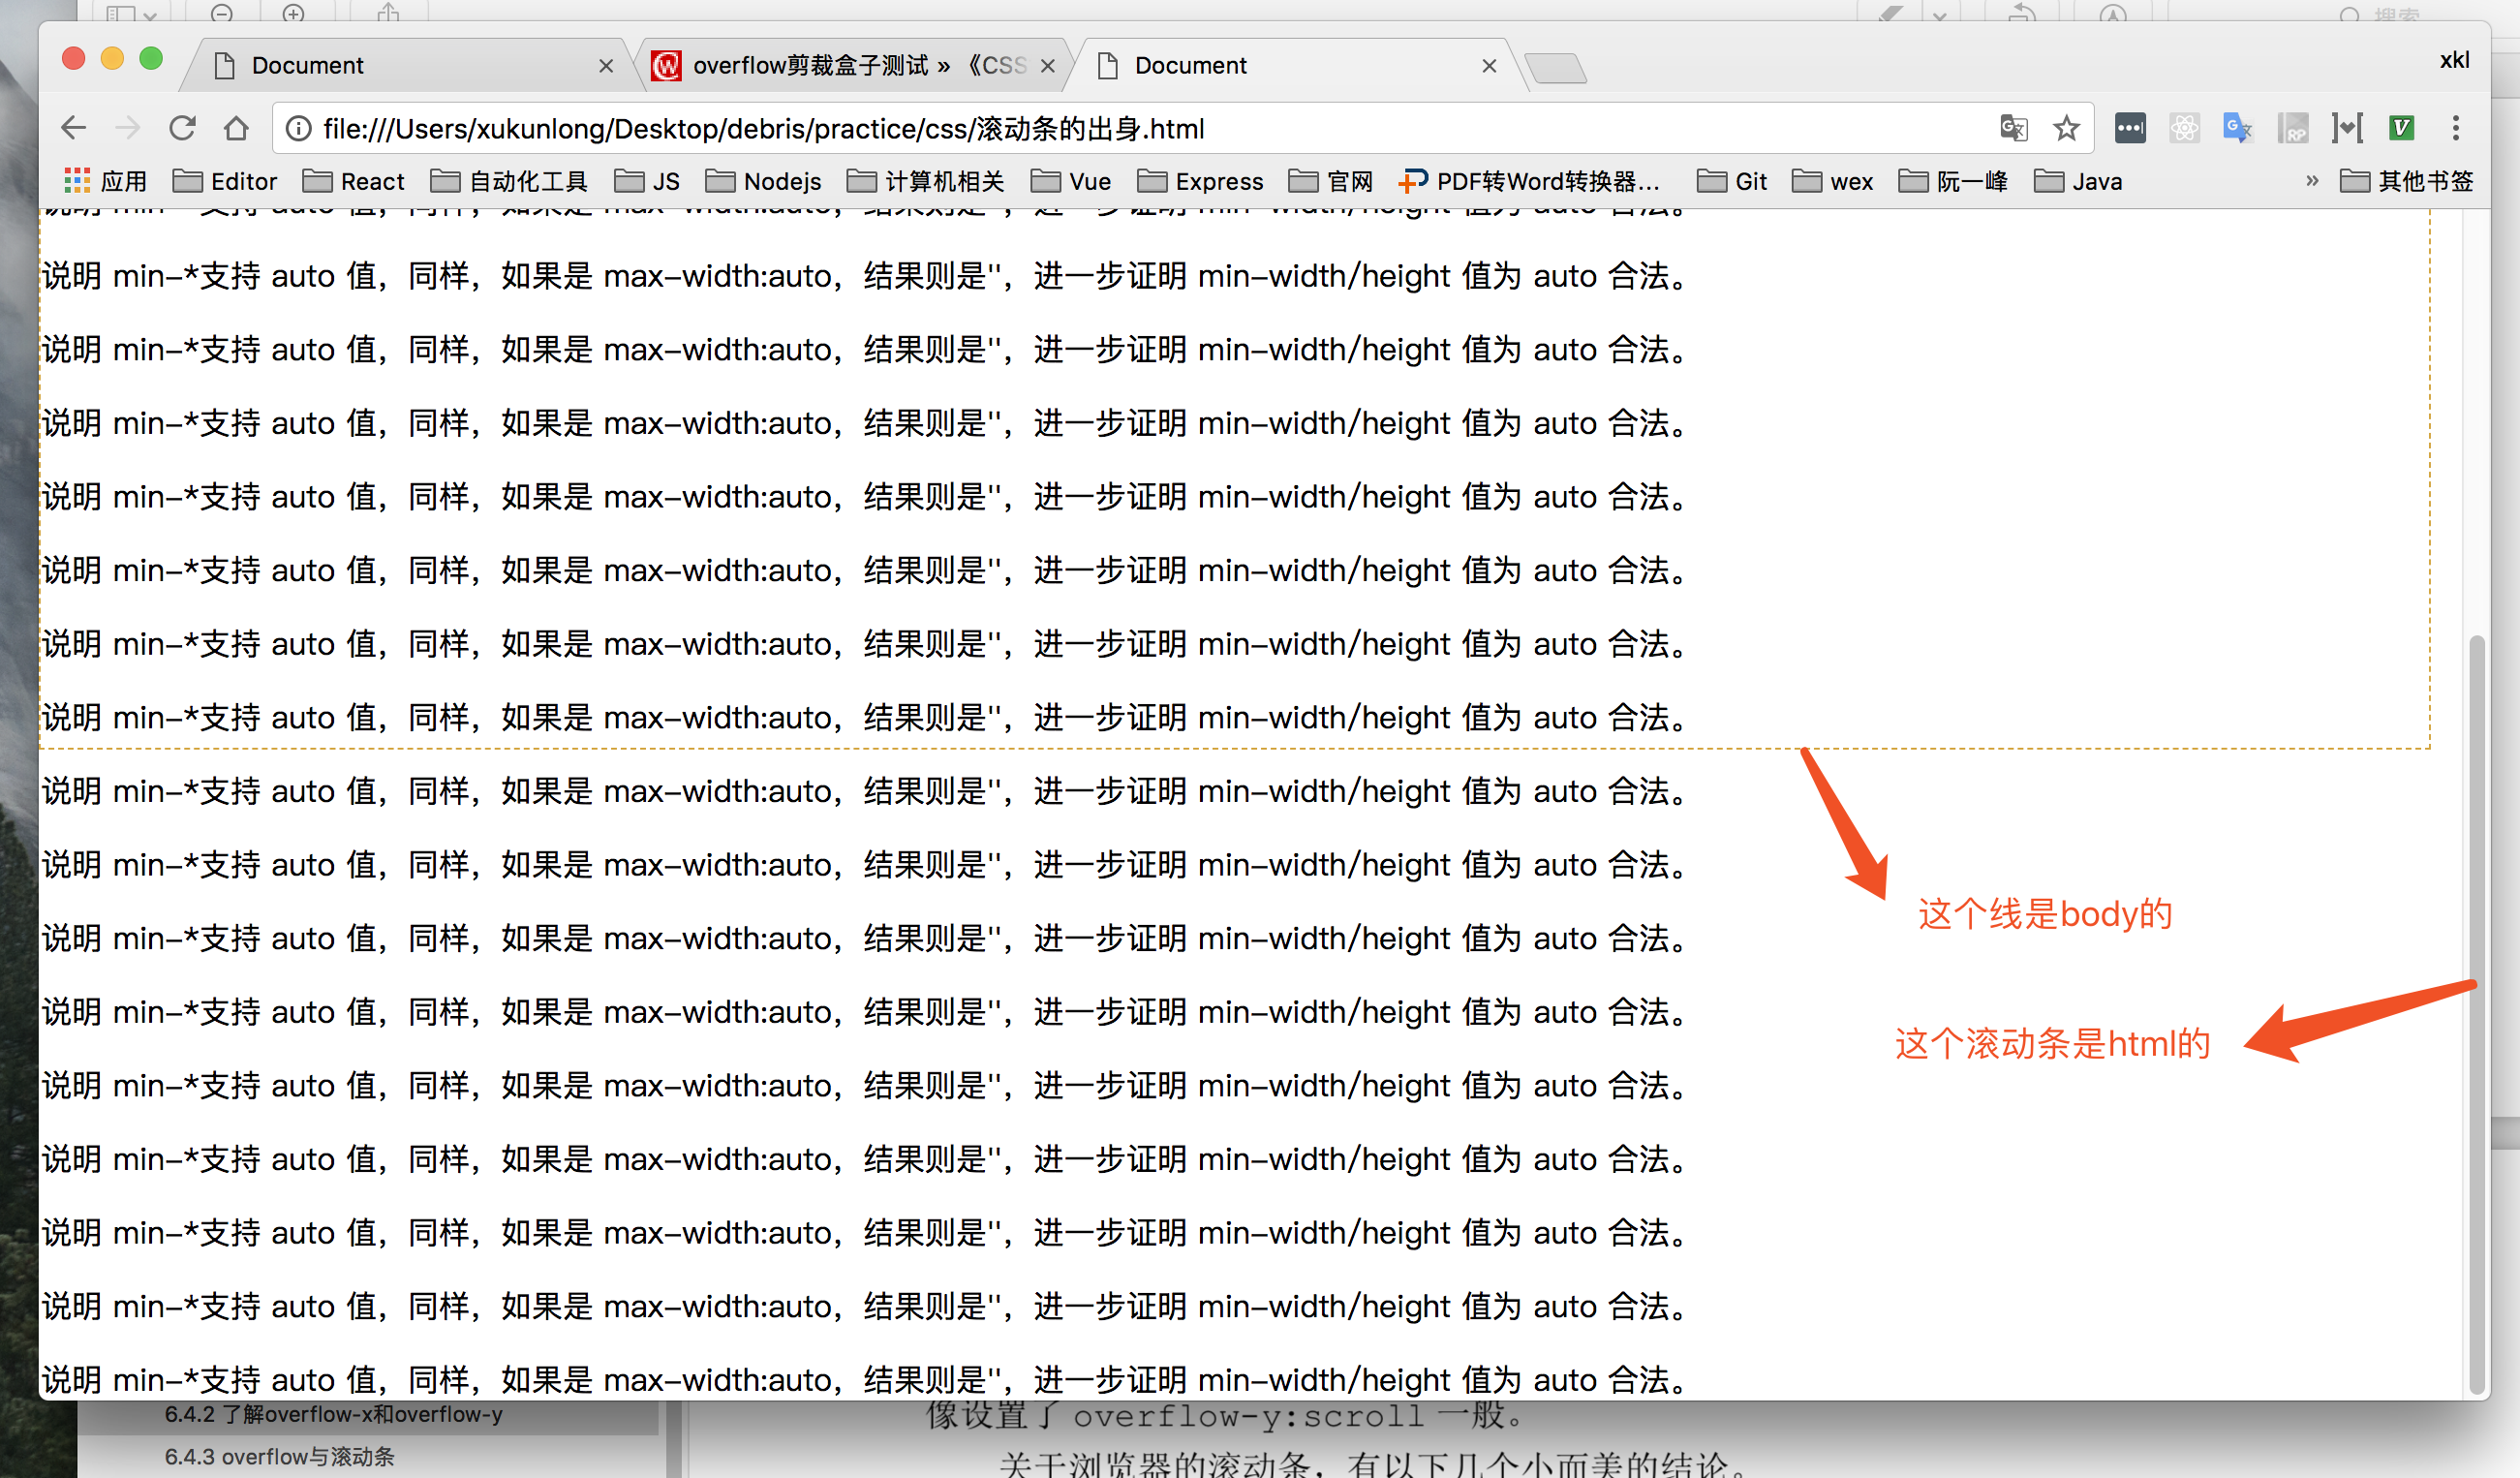 搜索
Document
overflow剪裁盒子测试 » 《CSS
Document
xkl
file:///Users/xukunlong/Desktop/debris/practice/css/滚动条的出身.html
应用 Editor React 自动化工具 JS Nodejs 计算机相关 Vue Express 官网 PDF转Word转换器... Git wex 阮一峰 Java » 其他书签
说明 min-*支持 auto 值，同样，如果是 max-width:auto，结果则是''，进一步证明 min-width/height 值为 auto 合法。
说明 min-*支持 auto 值，同样，如果是 max-width:auto，结果则是''，进一步证明 min-width/height 值为 auto 合法。
说明 min-*支持 auto 值，同样，如果是 max-width:auto，结果则是''，进一步证明 min-width/height 值为 auto 合法。
说明 min-*支持 auto 值，同样，如果是 max-width:auto，结果则是''，进一步证明 min-width/height 值为 auto 合法。
说明 min-*支持 auto 值，同样，如果是 max-width:auto，结果则是''，进一步证明 min-width/height 值为 auto 合法。
说明 min-*支持 auto 值，同样，如果是 max-width:auto，结果则是''，进一步证明 min-width/height 值为 auto 合法。
说明 min-*支持 auto 值，同样，如果是 max-width:auto，结果则是''，进一步证明 min-width/height 值为 auto 合法。
说明 min-*支持 auto 值，同样，如果是 max-width:auto，结果则是''，进一步证明 min-width/height 值为 auto 合法。
说明 min-*支持 auto 值，同样，如果是 max-width:auto，结果则是''，进一步证明 min-width/height 值为 auto 合法。
说明 min-*支持 auto 值，同样，如果是 max-width:auto，结果则是''，进一步证明 min-width/height 值为 auto 合法。
这个线是body的
说明 min-*支持 auto 值，同样，如果是 max-width:auto，结果则是''，进一步证明 min-width/height 值为 auto 合法。
说明 min-*支持 auto 值，同样，如果是 max-width:auto，结果则是''，进一步证明 min-width/height 值为 auto 合法。
这个滚动条是html的
说明 min-*支持 auto 值，同样，如果是 max-width:auto，结果则是''，进一步证明 min-width/height 值为 auto 合法。
说明 min-*支持 auto 值，同样，如果是 max-width:auto，结果则是''，进一步证明 min-width/height 值为 auto 合法。
说明 min-*支持 auto 值，同样，如果是 max-width:auto，结果则是''，进一步证明 min-width/height 值为 auto 合法。
说明 min-*支持 auto 值，同样，如果是 max-width:auto，结果则是''，进一步证明 min-width/height 值为 auto 合法。
说明 min-*支持 auto 值，同样，如果是 max-width:auto，结果则是''，进一步证明 min-width/height 值为 auto 合法。
6.4.2 了解overflow-x和overflow-y
像设置了 overflow-y:scroll 一般。
6.4.3 overflow与滚动条
关于浏览器的滚动条，有以下几个小而美的结论。